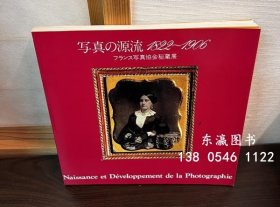 写真の源流 1822~1906
フランス写真協会秘蔵展
东瀛图书
138 0546 1122
Naissance et Développement de la Photographie